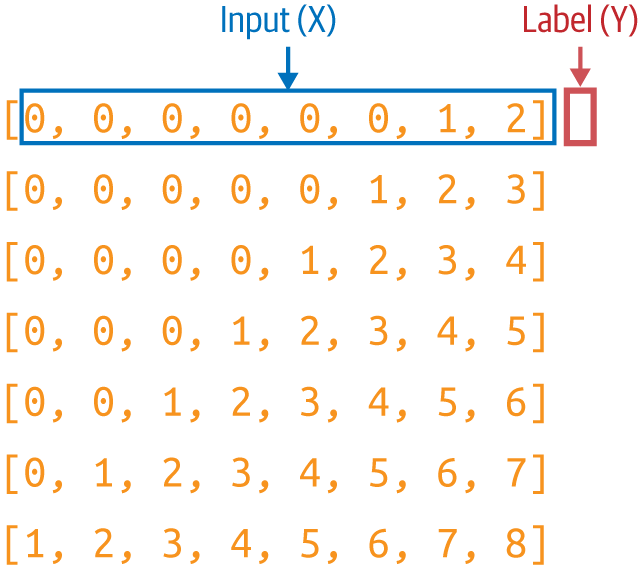 Input (X) Label (Y)
[0, 0, 0, 0, 0, 0, 1, 2]
[0, 0, 0, 0, 0, 1, 2, 3]
[0, 0, 0, 0, 1, 2, 3, 4]
[0, 0, 0, 1, 2, 3, 4, 5]
[0, 0, 1, 2, 3, 4, 5, 6]
[0, 1, 2, 3, 4, 5, 6, 7]
[1, 2, 3, 4, 5, 6, 7, 8]